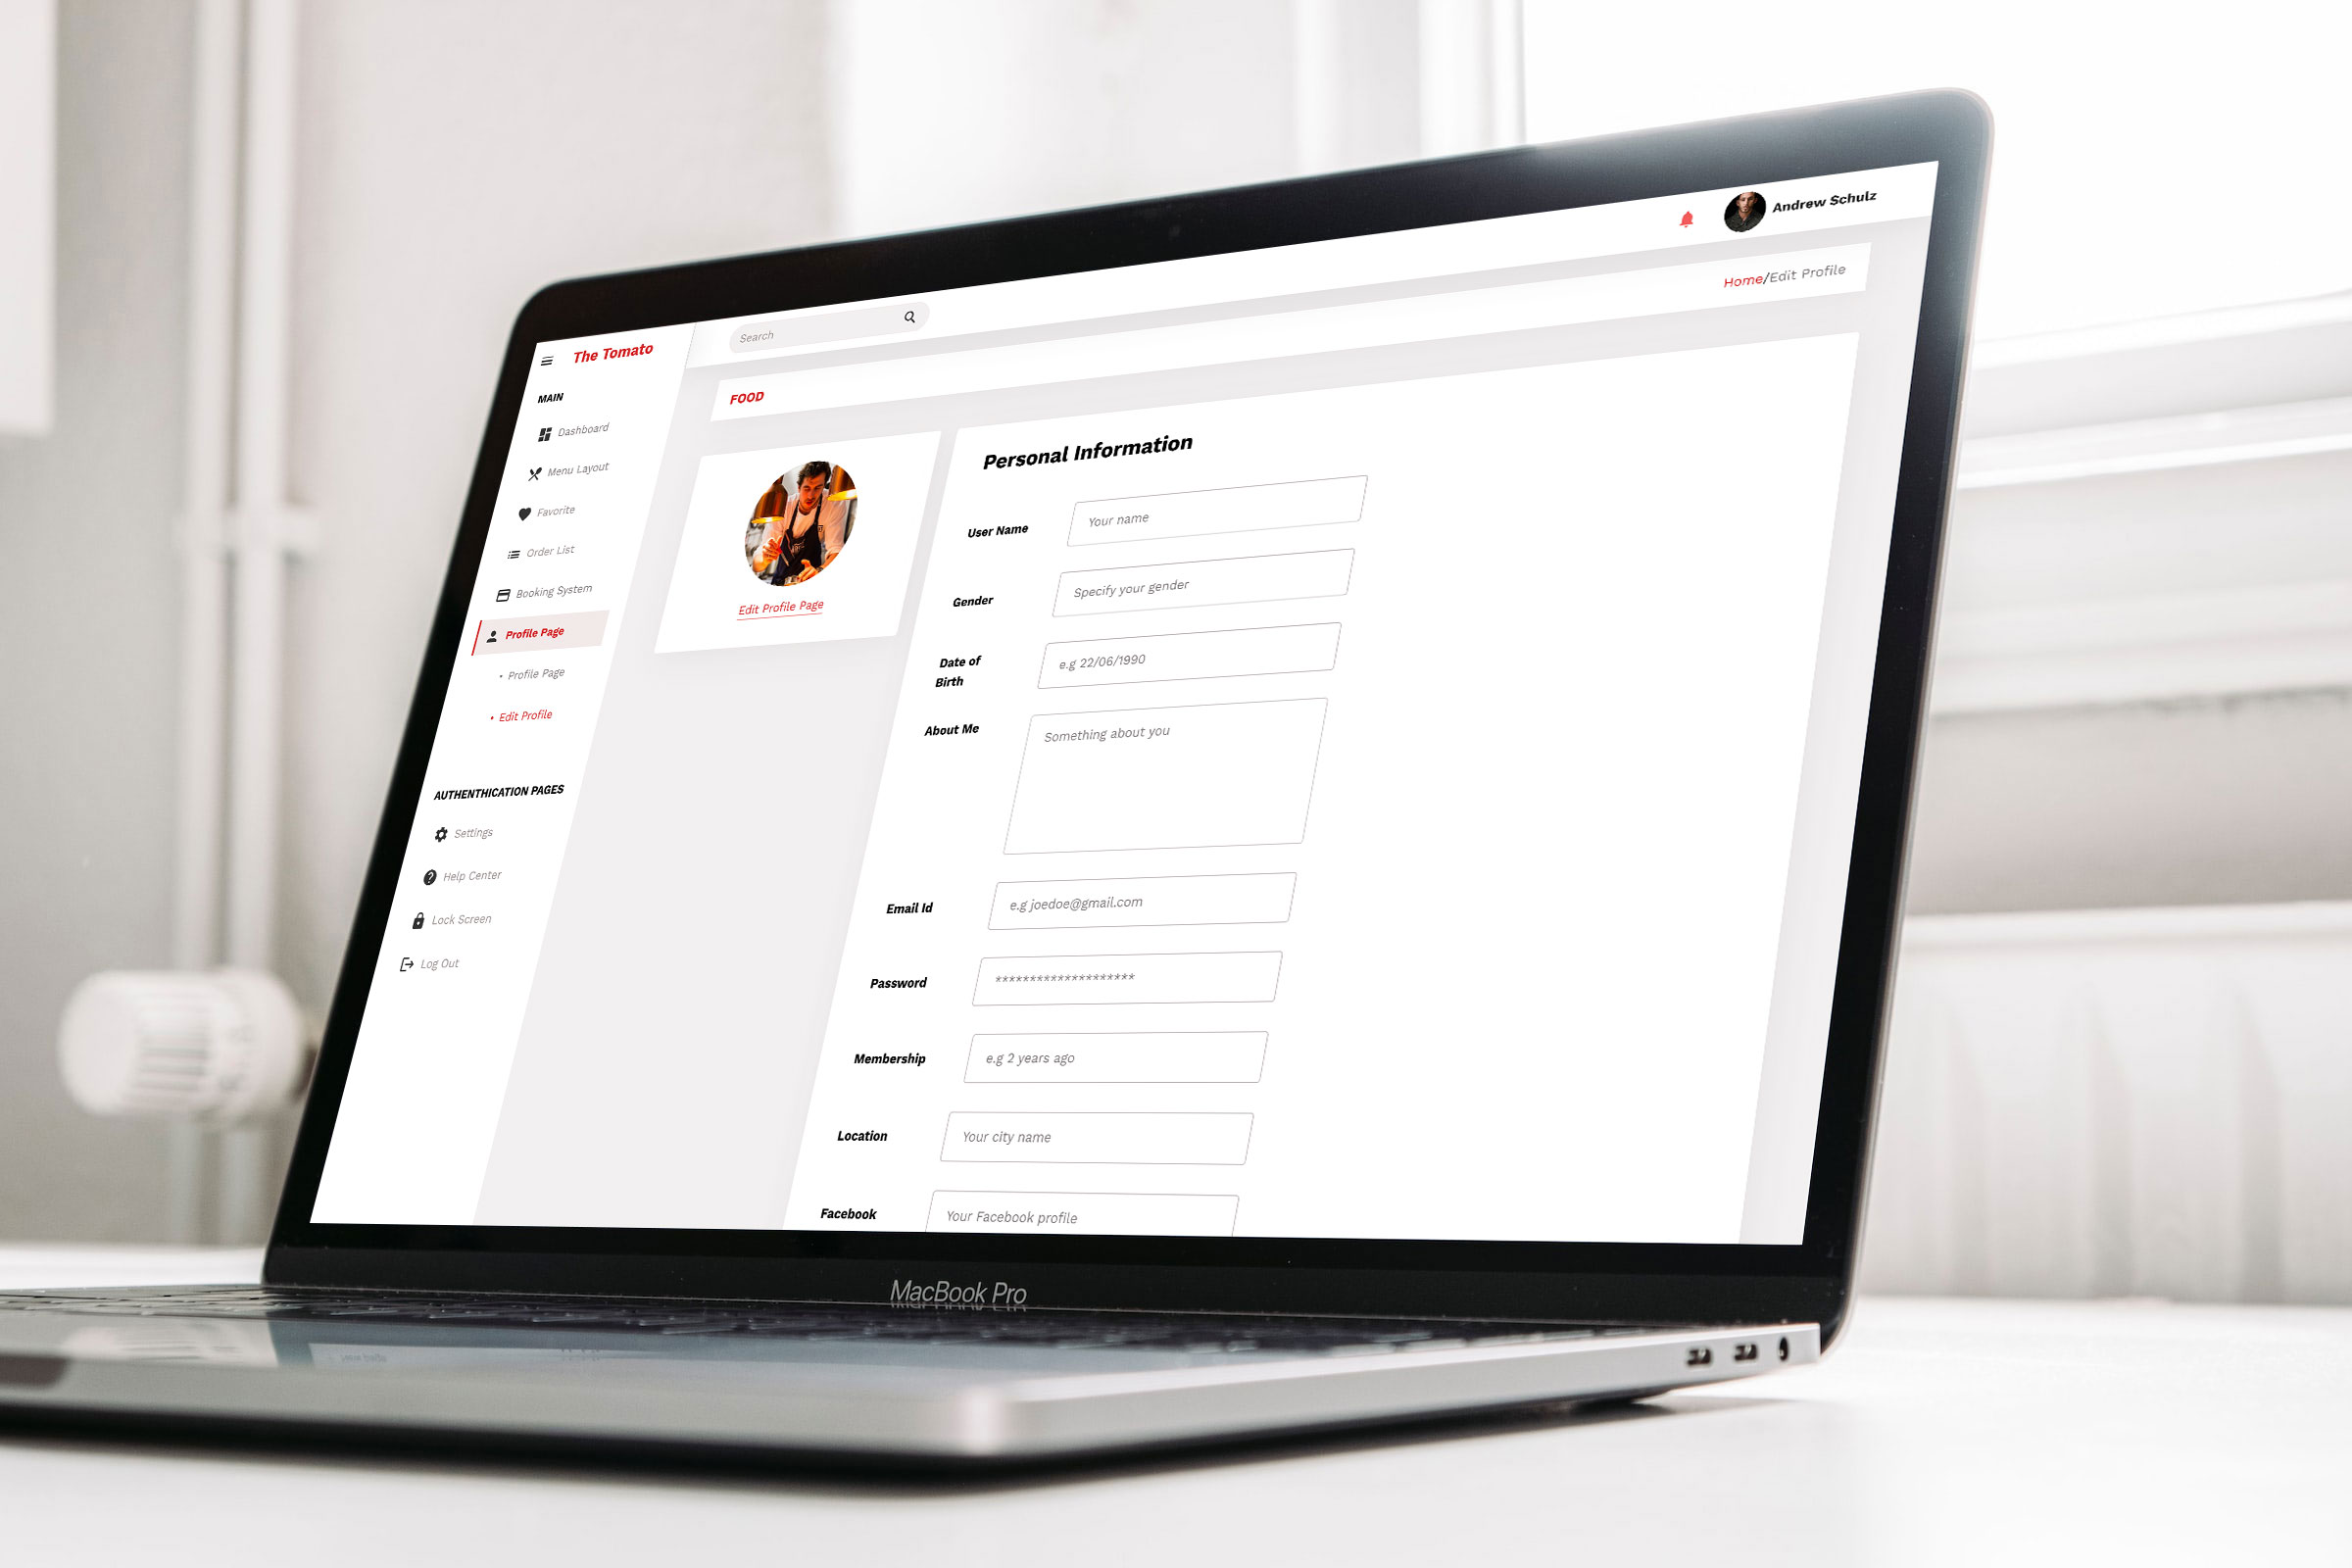 The Tomato
Search
Andrew Schulz
Home/Edit Profile
FOOD
MAIN
Dashboard
Menu Layout
Favorite
Order List
Booking System
Profile Page
• Profile Page
• Edit Profile
AUTHENTHICATION PAGES
Settings
Help Center
Lock Screen
Log Out
Edit Profile Page
Personal Information
User Name
Your name
Gender
Specify your gender
Date of
Birth
e.g 22/06/1990
About Me
Something about you
Email Id
e.g joedoe@gmail.com
Password
********************
Membership
e.g 2 years ago
Location
Your city name
Facebook
Your Facebook profile
MacBook Pro